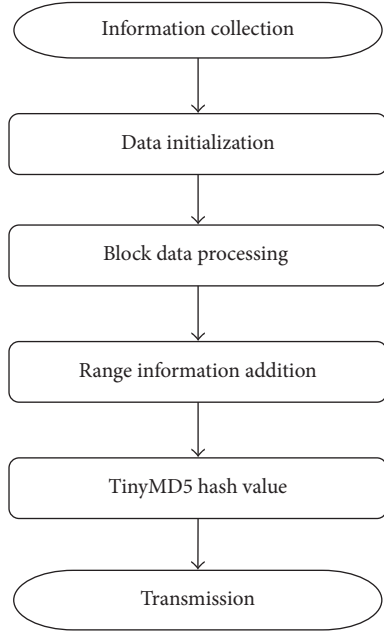 Information collection
Data initialization
Block data processing
Range information addition
TinyMD5 hash value
Transmission